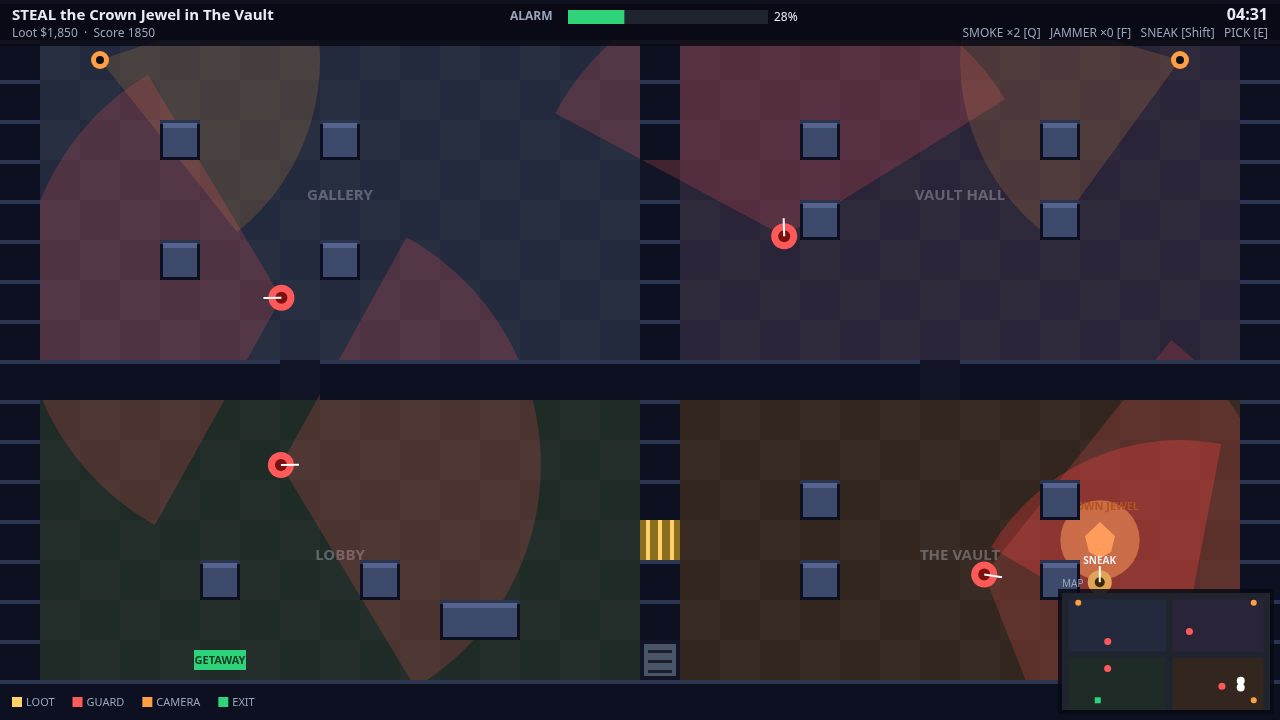 STEAL the Crown Jewel in The Vault
Loot $1,850 · Score 1850
ALARM
28%
04:31
SMOKE ×2 [Q] JAMMER ×0 [F] SNEAK [Shift] PICK [E]
GALLERY
VAULT HALL
JEWEL
LOBBY
THE VAULT
SNEAK
MAP
GETAWAY
LOOT
GUARD
CAMERA
EXIT